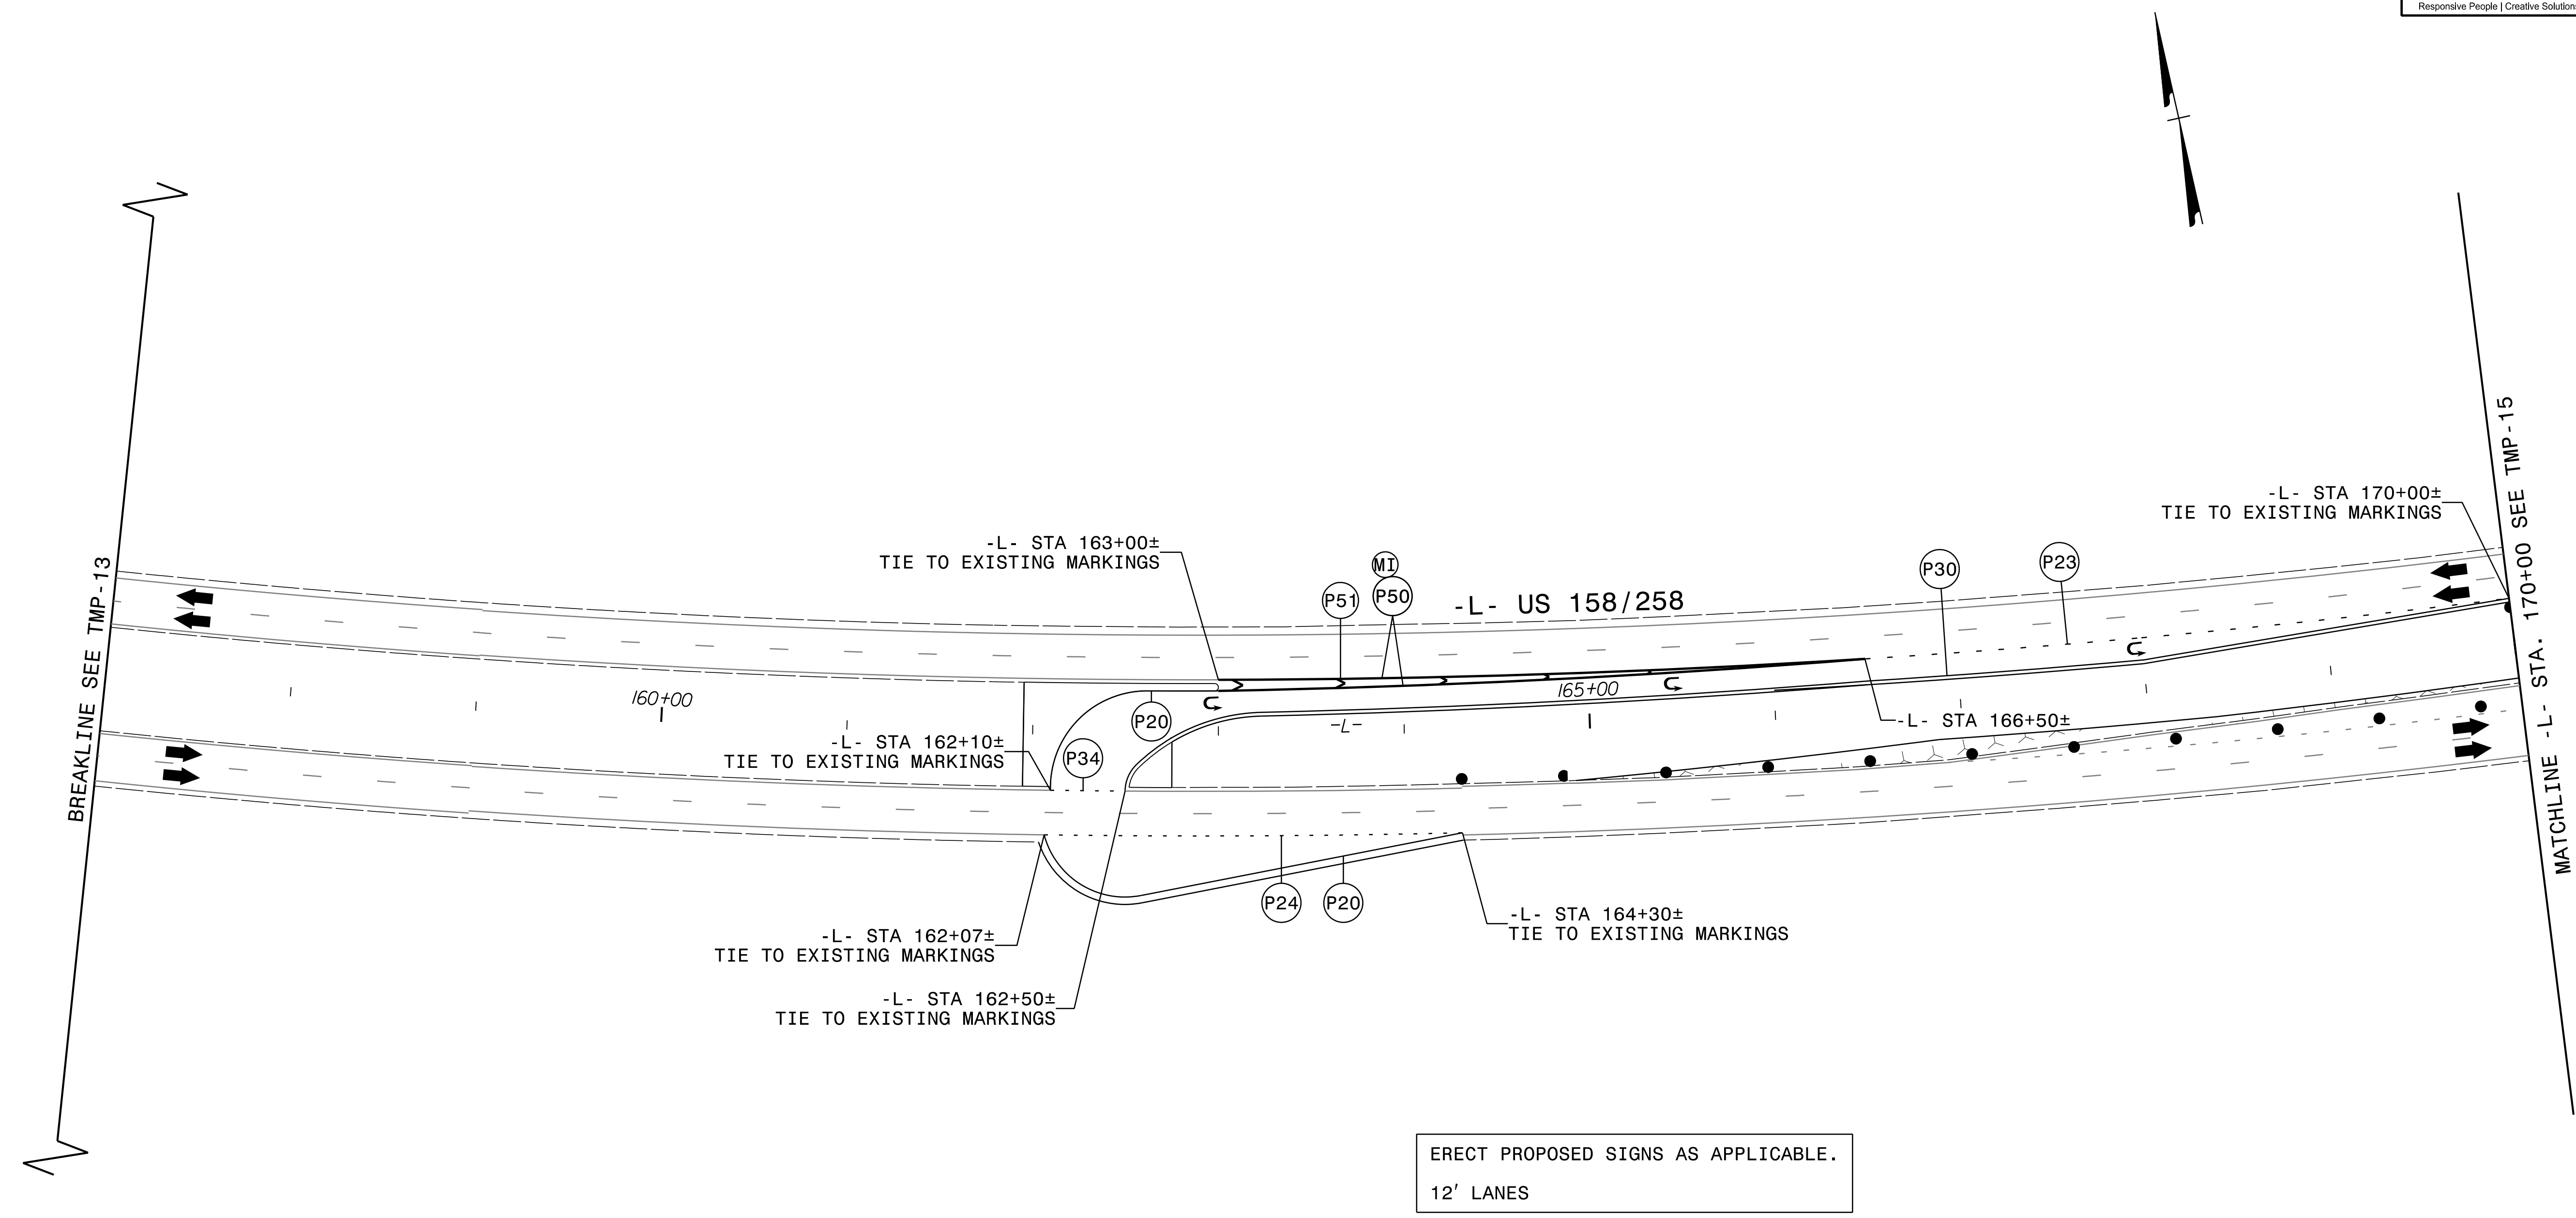 Responsive People | Creative Solutions
BREAKLINE SEE TMP-13
MATCHLINE -L- STA. 170+00 SEE TMP-15
-L- STA 170+00±
TIE TO EXISTING MARKINGS
-L- STA 163+00±
TIE TO EXISTING MARKINGS
MI
P51
P50
-L- US 158/258
P30
P23
160+00
165+00
P20
-L-
-L- STA 166+50±
-L- STA 162+10±
TIE TO EXISTING MARKINGS
P34
P24
P20
-L- STA 164+30±
TIE TO EXISTING MARKINGS
-L- STA 162+07±
TIE TO EXISTING MARKINGS
-L- STA 162+50±
TIE TO EXISTING MARKINGS
ERECT PROPOSED SIGNS AS APPLICABLE.
12' LANES